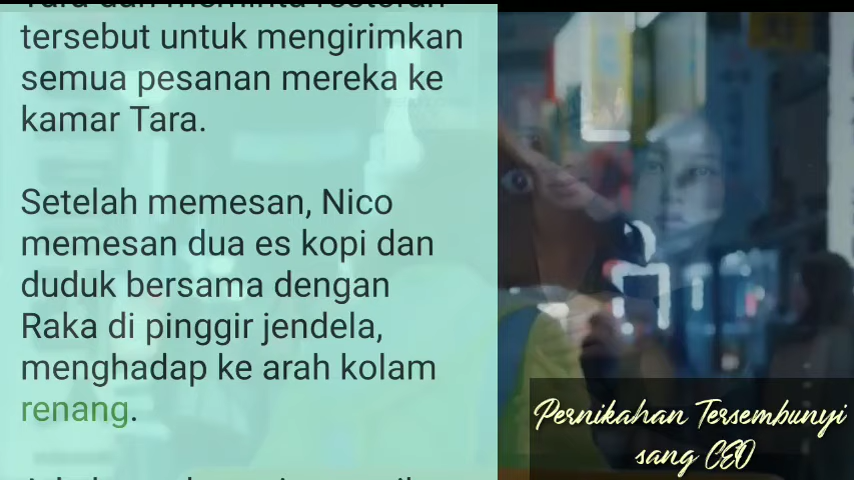 tersebut untuk mengirimkan
semua pesanan mereka ke
kamar Tara.
Setelah memesan, Nico
memesan dua es kopi dan
duduk bersama dengan
Raka di pinggir jendela,
menghadap ke arah kolam
renang.
Pernikahan Tersembunyi
sang CEO